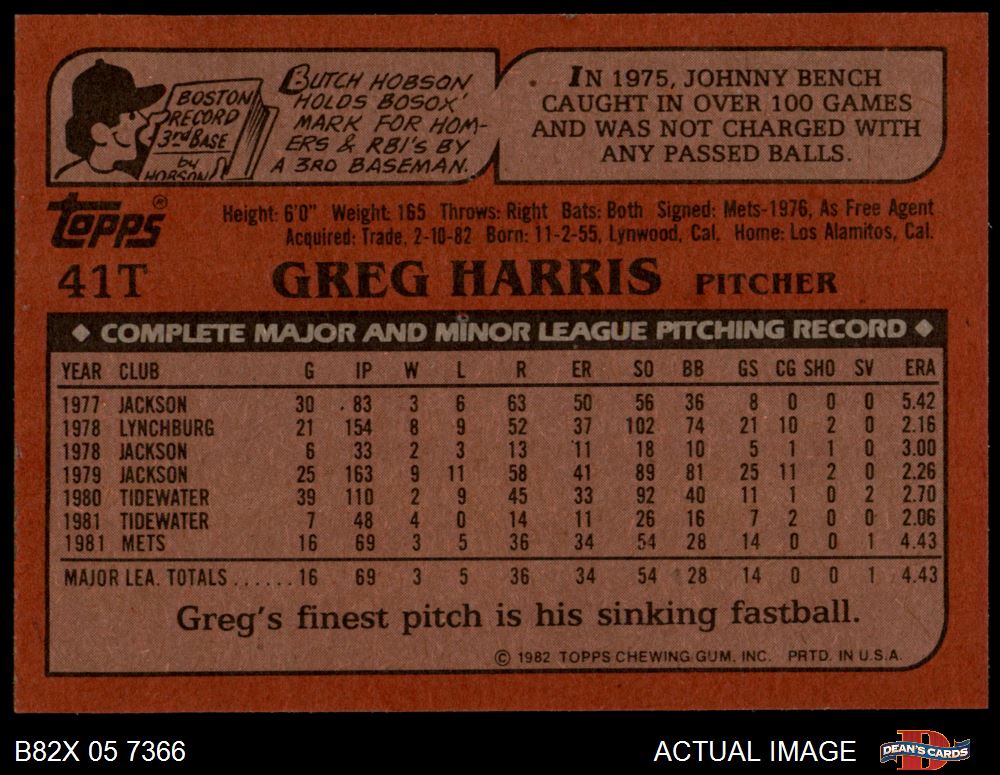 BOSTON
RECORD
3rd BASE
by
HOBSON
BUTCH HOBSON
HOLDS BOSOX'
MARK FOR HOM-
ERS & RBI'S BY
A 3RD BASEMAN.
IN 1975, JOHNNY BENCH
CAUGHT IN OVER 100 GAMES
AND WAS NOT CHARGED WITH
ANY PASSED BALLS.
Topps®
Height: 6'0" Weight: 165 Throws: Right Bats: Both Signed: Mets-1976, As Free Agent
Acquired: Trade, 2-10-82 Born: 11-2-55, Lynwood, Cal. Home: Los Alamitos, Cal.
41T GREG HARRIS PITCHER
◆ COMPLETE MAJOR AND MINOR LEAGUE PITCHING RECORD ◆
YEAR CLUB G IP W L R ER SO BB GS CG SHO SV ERA
1977 JACKSON 30 83 3 6 63 50 56 36 8 0 0 0 5.42
1978 LYNCHBURG 21 154 8 9 52 37 102 74 21 10 2 0 2.16
1978 JACKSON 6 33 2 3 13 11 18 10 5 1 1 0 3.00
1979 JACKSON 25 163 9 11 58 41 89 81 25 11 2 0 2.26
1980 TIDEWATER 39 110 2 9 45 33 92 40 11 1 0 2 2.70
1981 TIDEWATER 7 48 4 0 14 11 26 16 7 2 0 0 2.06
1981 METS 16 69 3 5 36 34 54 28 14 0 0 1 4.43
MAJOR LEA. TOTALS......16 69 3 5 36 34 54 28 14 0 0 1 4.43
Greg's finest pitch is his sinking fastball.
© 1982 TOPPS CHEWING GUM, INC. PRTD. IN U.S.A.
B82X 05 7366 ACTUAL IMAGE D DEAN'S CARDS